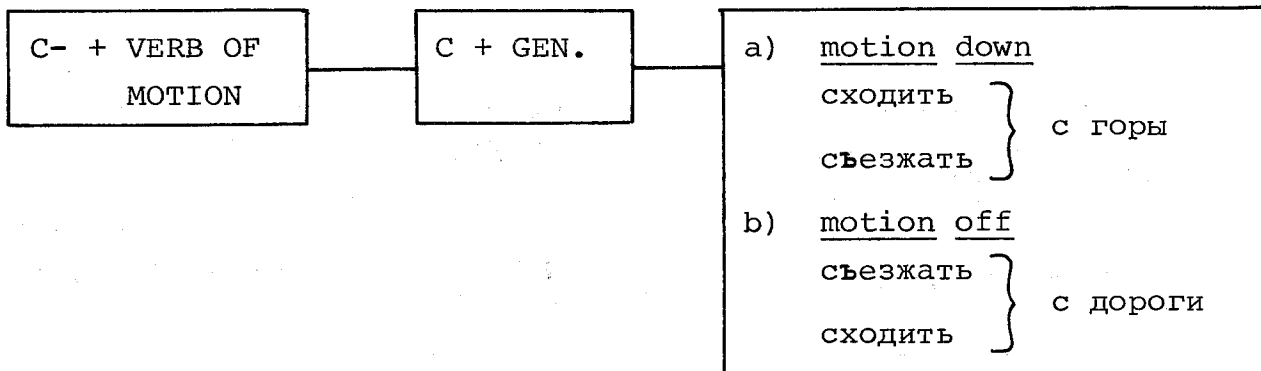 C- + VERB OF
MOTION
C + GEN.
a) motion down
сходить
с горы
съезжать
b) motion off
съезжать
с дороги
сходить